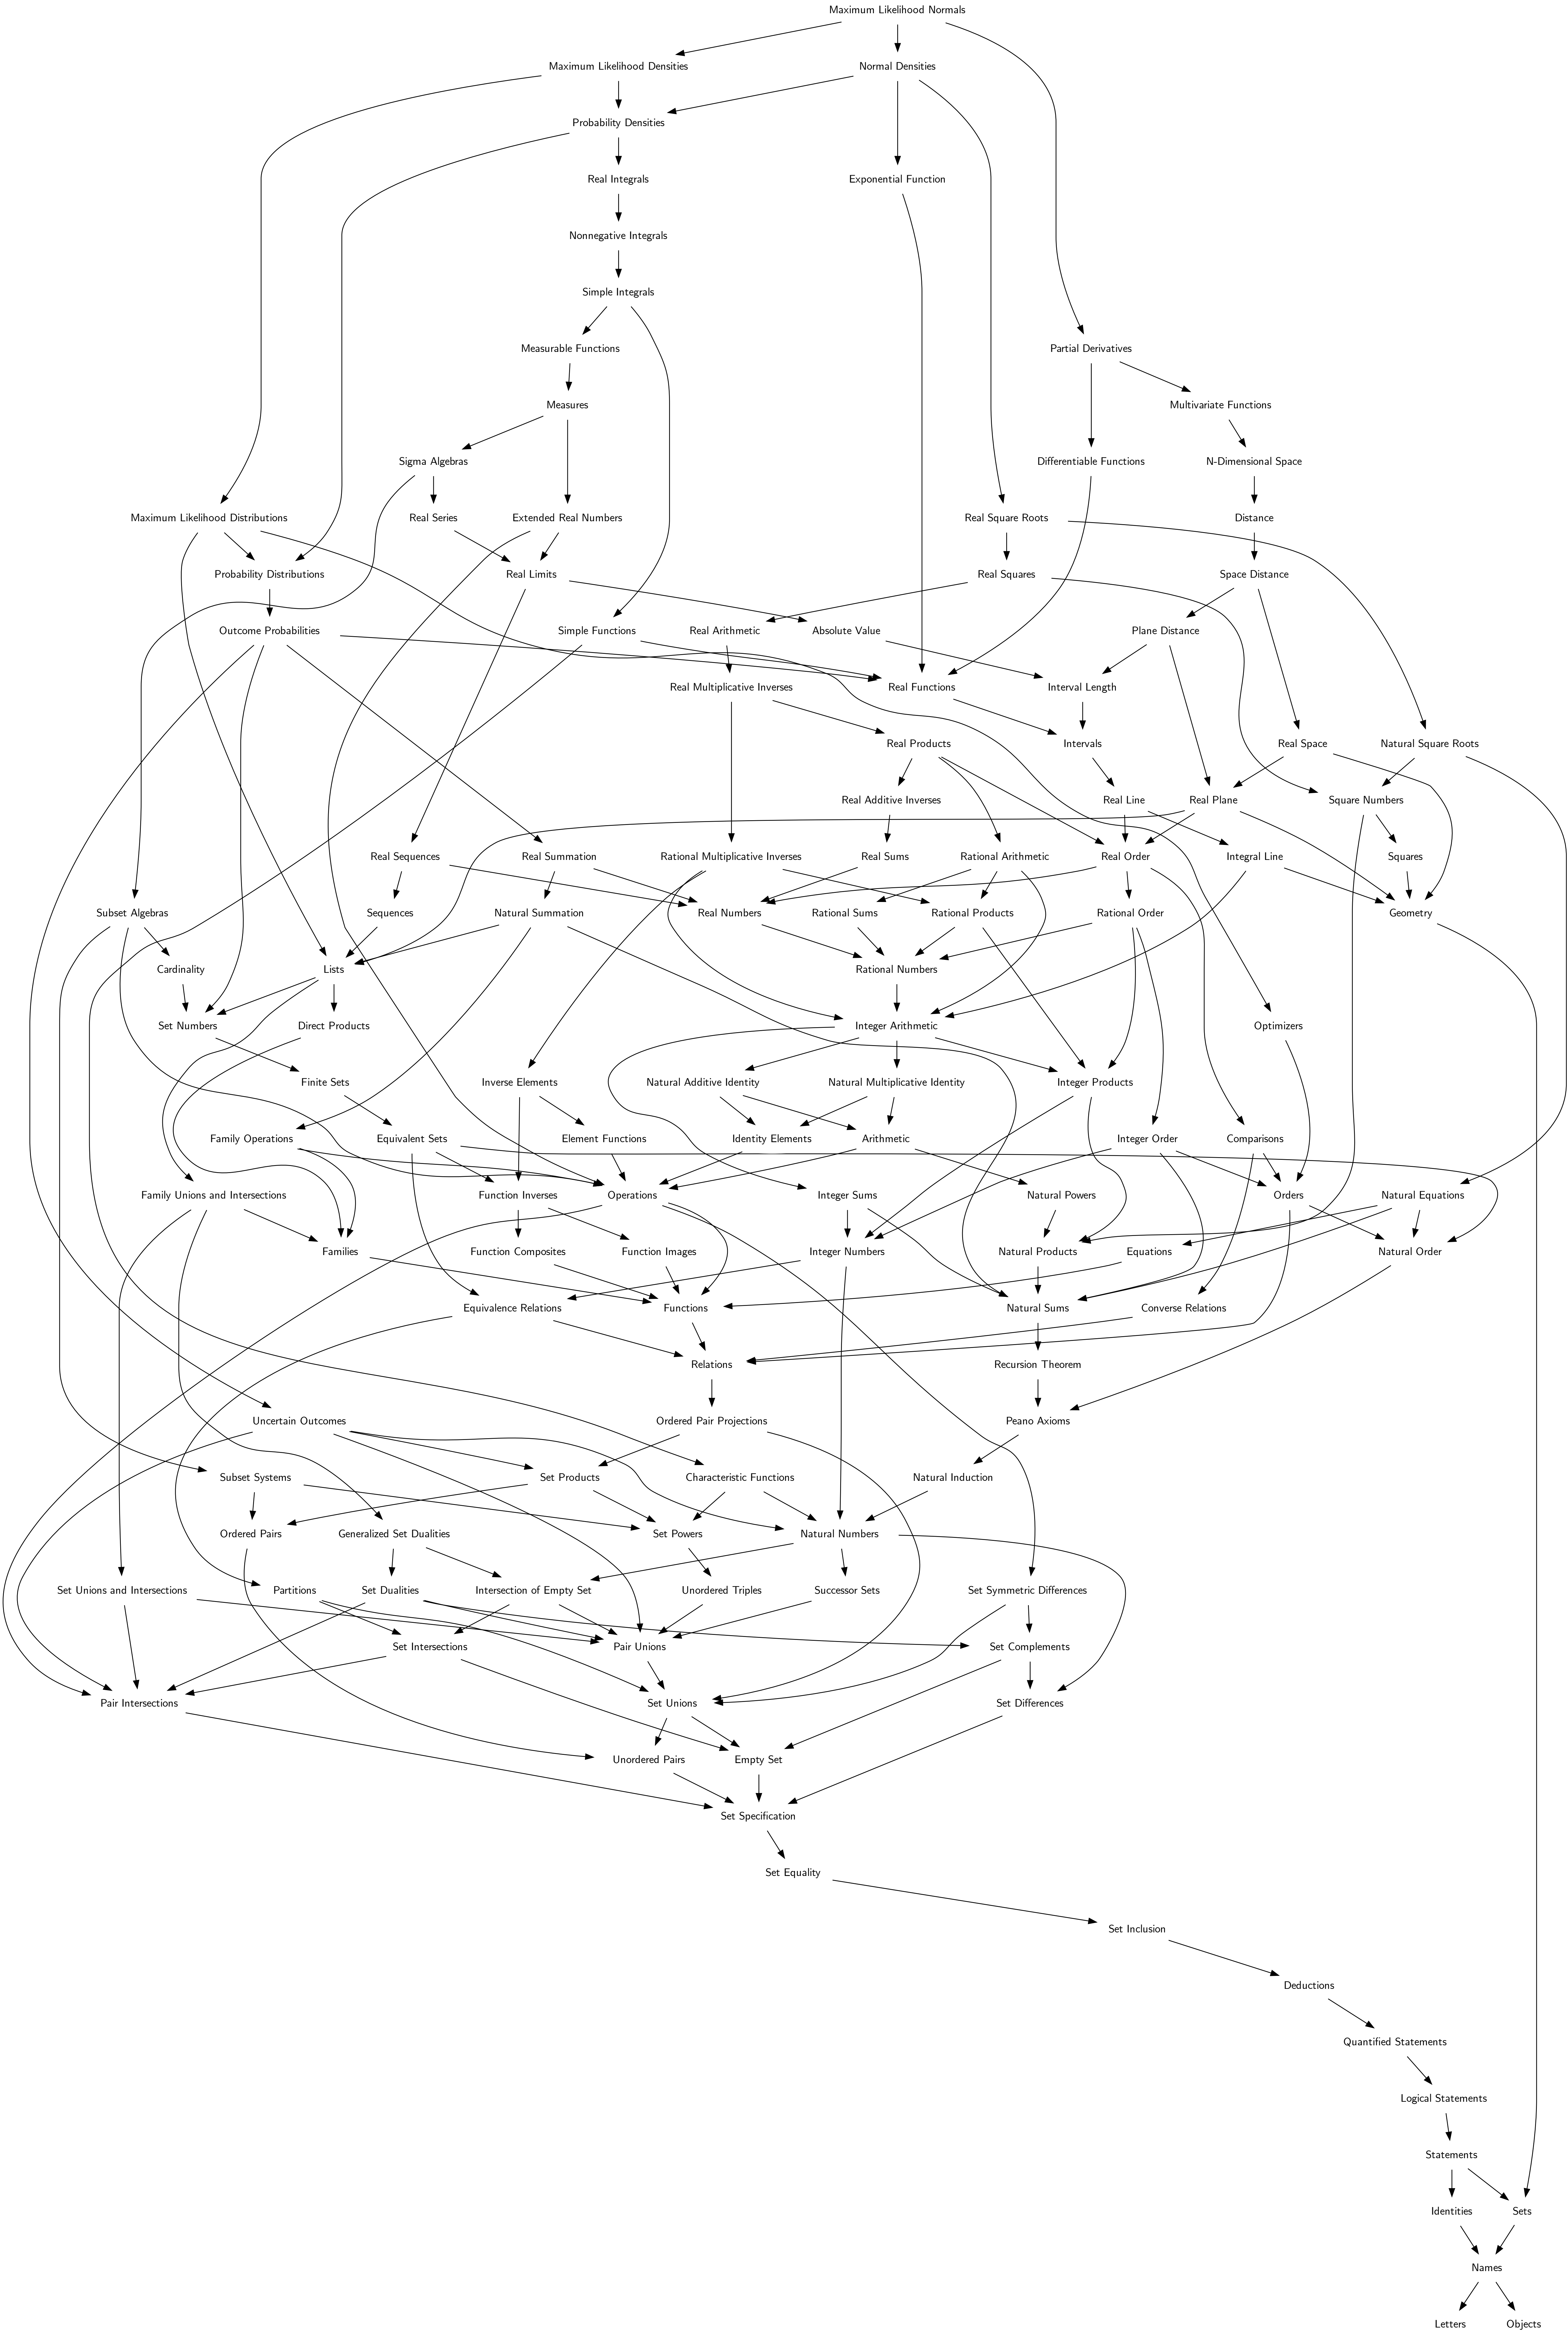 Maximum Likelihood Normals
Maximum Likelihood Densities
Normal Densities
Probability Densities
Real Integrals
Exponential Function
Nonnegative Integrals
Simple Integrals
Measurable Functions
Partial Derivatives
Measures
Multivariate Functions
Sigma Algebras
Differentiable Functions
N-Dimensional Space
Maximum Likelihood Distributions
Real Series
Extended Real Numbers
Real Square Roots
Distance
Probability Distributions
Real Limits
Real Squares
Space Distance
Outcome Probabilities
Simple Functions
Real Arithmetic
Absolute Value
Plane Distance
Real Multiplicative Inverses
Real Functions
Interval Length
Real Products
Intervals
Real Space
Natural Square Roots
Real Additive Inverses
Real Line
Real Plane
Square Numbers
Real Sequences
Real Summation
Rational Multiplicative Inverses
Real Sums
Rational Arithmetic
Real Order
Integral Line
Squares
Subset Algebras
Sequences
Natural Summation
Real Numbers
Rational Sums
Rational Products
Rational Order
Geometry
Cardinality
Lists
Rational Numbers
Set Numbers
Direct Products
Integer Arithmetic
Optimizers
Finite Sets
Inverse Elements
Natural Additive Identity
Natural Multiplicative Identity
Integer Products
Family Operations
Equivalent Sets
Element Functions
Identity Elements
Arithmetic
Integer Order
Comparisons
Family Unions and Intersections
Function Inverses
Operations
Integer Sums
Natural Powers
Orders
Natural Equations
Families
Function Composites
Function Images
Integer Numbers
Natural Products
Equations
Natural Order
Equivalence Relations
Functions
Natural Sums
Converse Relations
Relations
Recursion Theorem
Uncertain Outcomes
Ordered Pair Projections
Peano Axioms
Subset Systems
Set Products
Characteristic Functions
Natural Induction
Ordered Pairs
Generalized Set Dualities
Set Powers
Natural Numbers
Set Unions and Intersections
Partitions
Set Dualities
Intersection of Empty Set
Unordered Triples
Successor Sets
Set Symmetric Differences
Set Intersections
Pair Unions
Set Complements
Pair Intersections
Set Unions
Set Differences
Unordered Pairs
Empty Set
Set Specification
Set Equality
Set Inclusion
Deductions
Quantified Statements
Logical Statements
Statements
Identities
Sets
Names
Letters
Objects